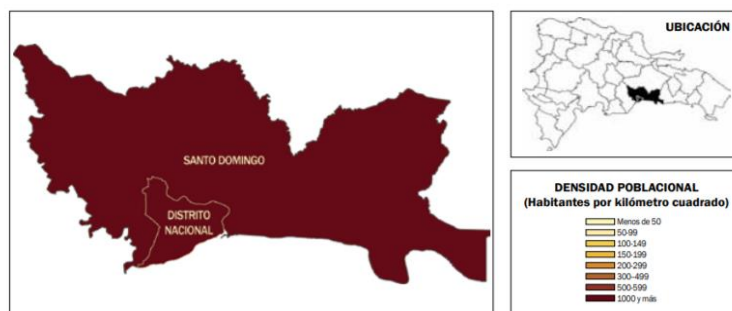 SANTO DOMINGO
DISTRITO
NACIONAL
UBICACIÓN
DENSIDAD POBLACIONAL
(Habitantes por kilómetro cuadrado)
Menos de 50
50-99
100-149
150-199
200-299
300-499
500-599
1000 y más